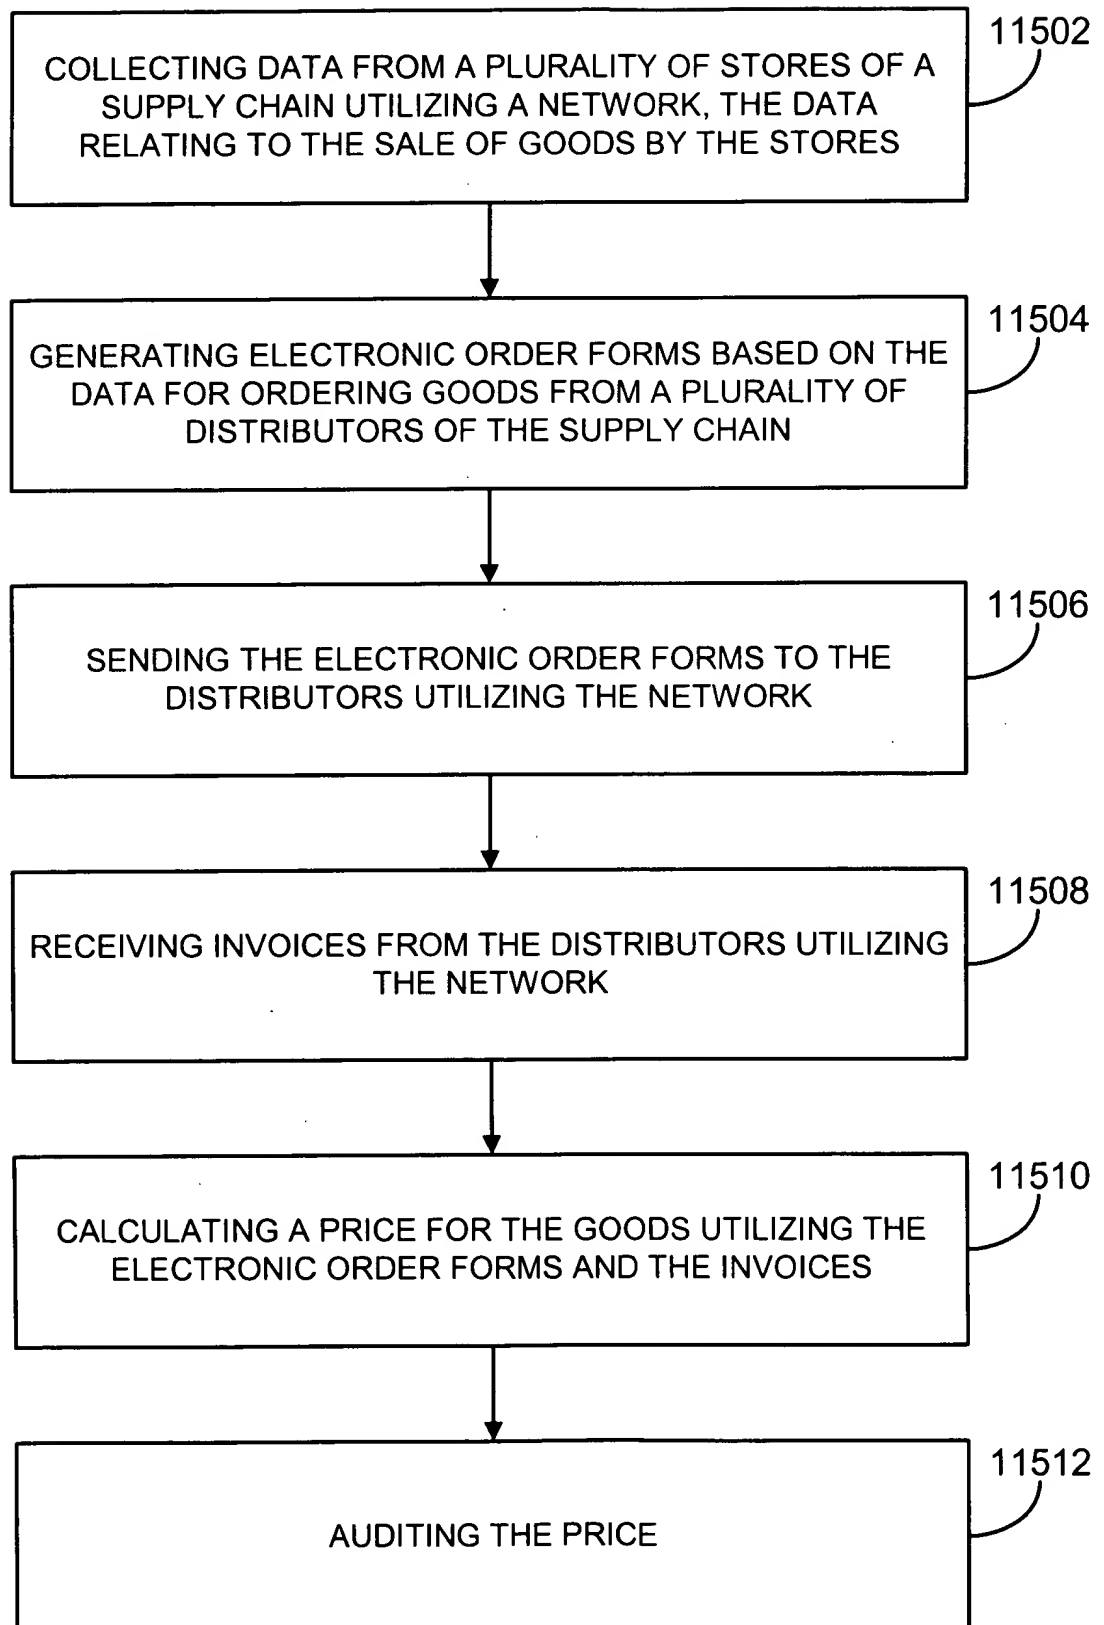 11502
COLLECTING DATA FROM A PLURALITY OF STORES OF A
SUPPLY CHAIN UTILIZING A NETWORK, THE DATA
RELATING TO THE SALE OF GOODS BY THE STORES
11504
GENERATING ELECTRONIC ORDER FORMS BASED ON THE
DATA FOR ORDERING GOODS FROM A PLURALITY OF
DISTRIBUTORS OF THE SUPPLY CHAIN
11506
SENDING THE ELECTRONIC ORDER FORMS TO THE
DISTRIBUTORS UTILIZING THE NETWORK
11508
RECEIVING INVOICES FROM THE DISTRIBUTORS UTILIZING
THE NETWORK
11510
CALCULATING A PRICE FOR THE GOODS UTILIZING THE
ELECTRONIC ORDER FORMS AND THE INVOICES
11512
AUDITING THE PRICE